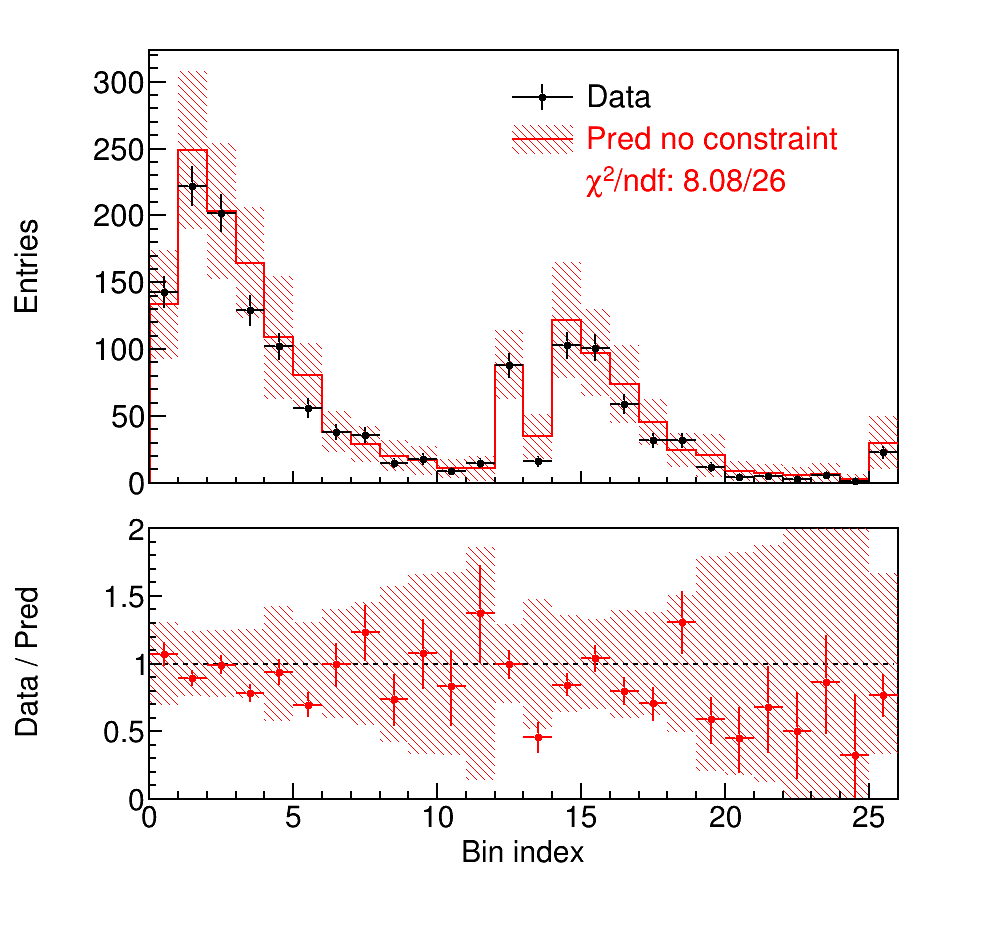 300
250
200
150
100
50
0
Entries
Data
Pred no constraint
χ²/ndf: 8.08/26
2
1.5
1
0.5
0
Data / Pred
0 5 10 15 20 25
Bin index